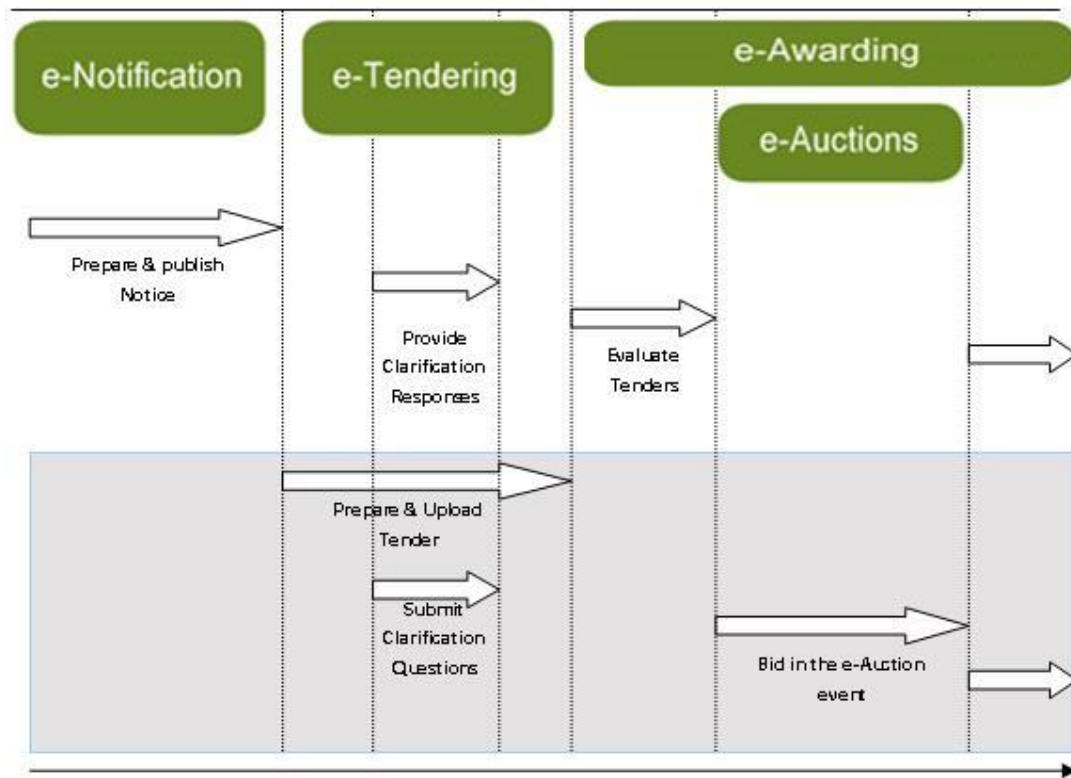 e-Notification
e-Tendering
e-Awarding
e-Auctions
Prepare & publish
Notice
Provide
Clarification
Responses
Evaluate
Tenders
Prepare & Upload
Tender
Submit
Clarification
Questions
Bid in the e-Auction
event